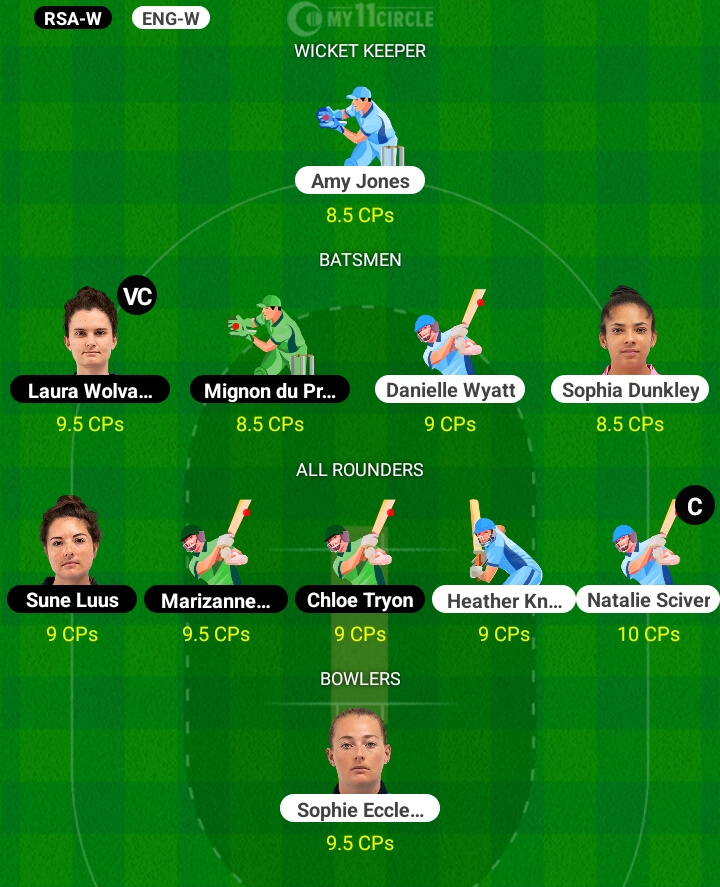 RSA-W ENG-W MY11CIRCLE
WICKET KEEPER
Amy Jones
8.5 CPs
BATSMEN
VC
Laura Wolva... Mignon du Pr... Danielle Wyatt Sophia Dunkley
9.5 CPs 8.5 CPs 9 CPs 8.5 CPs
ALL ROUNDERS
C
Sune Luus Marizanne... Chloe Tryon Heather Kn... Natalie Sciver
9 CPs 9.5 CPs 9 CPs 9 CPs 10 CPs
BOWLERS
Sophie Eccle...
9.5 CPs